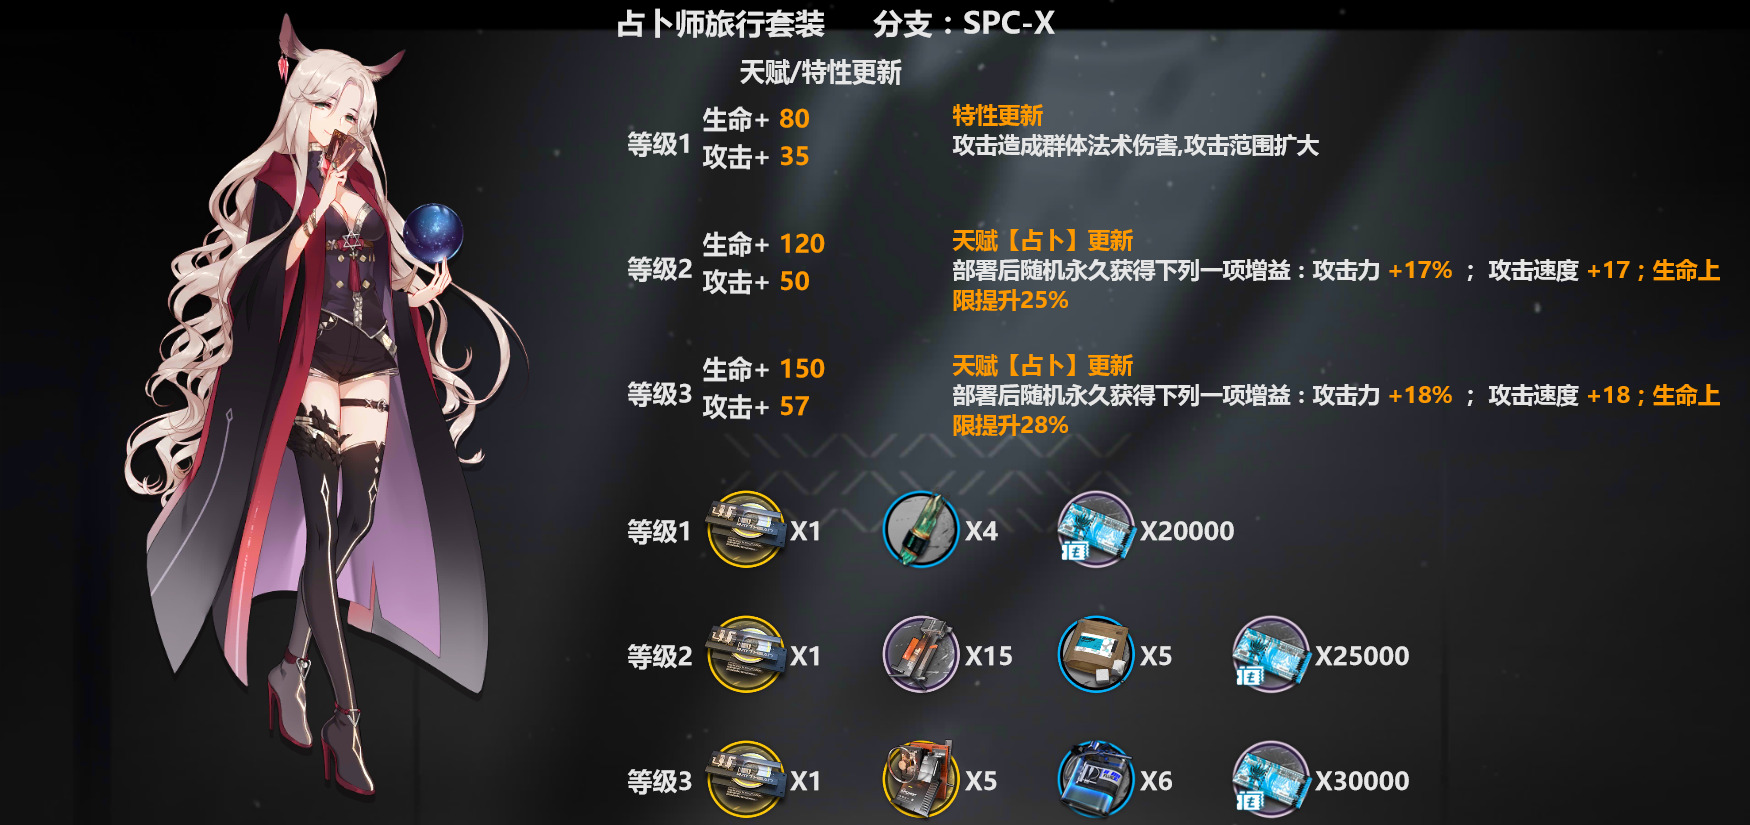 占卜师旅行套装 分支：SPC-X
天赋/特性更新
等级1
生命+ 80
攻击+ 35
特性更新
攻击造成群体法术伤害,攻击范围扩大
等级2
生命+ 120
攻击+ 50
天赋【占卜】更新
部署后随机永久获得下列一项增益：攻击力 +17% ； 攻击速度 +17；生命上
限提升25%
等级3
生命+ 150
攻击+ 57
天赋【占卜】更新
部署后随机永久获得下列一项增益：攻击力 +18% ； 攻击速度 +18；生命上
限提升28%
等级1 X1 X4 X20000
等级2 X1 X15 X5 X25000
等级3 X1 X5 X6 X30000